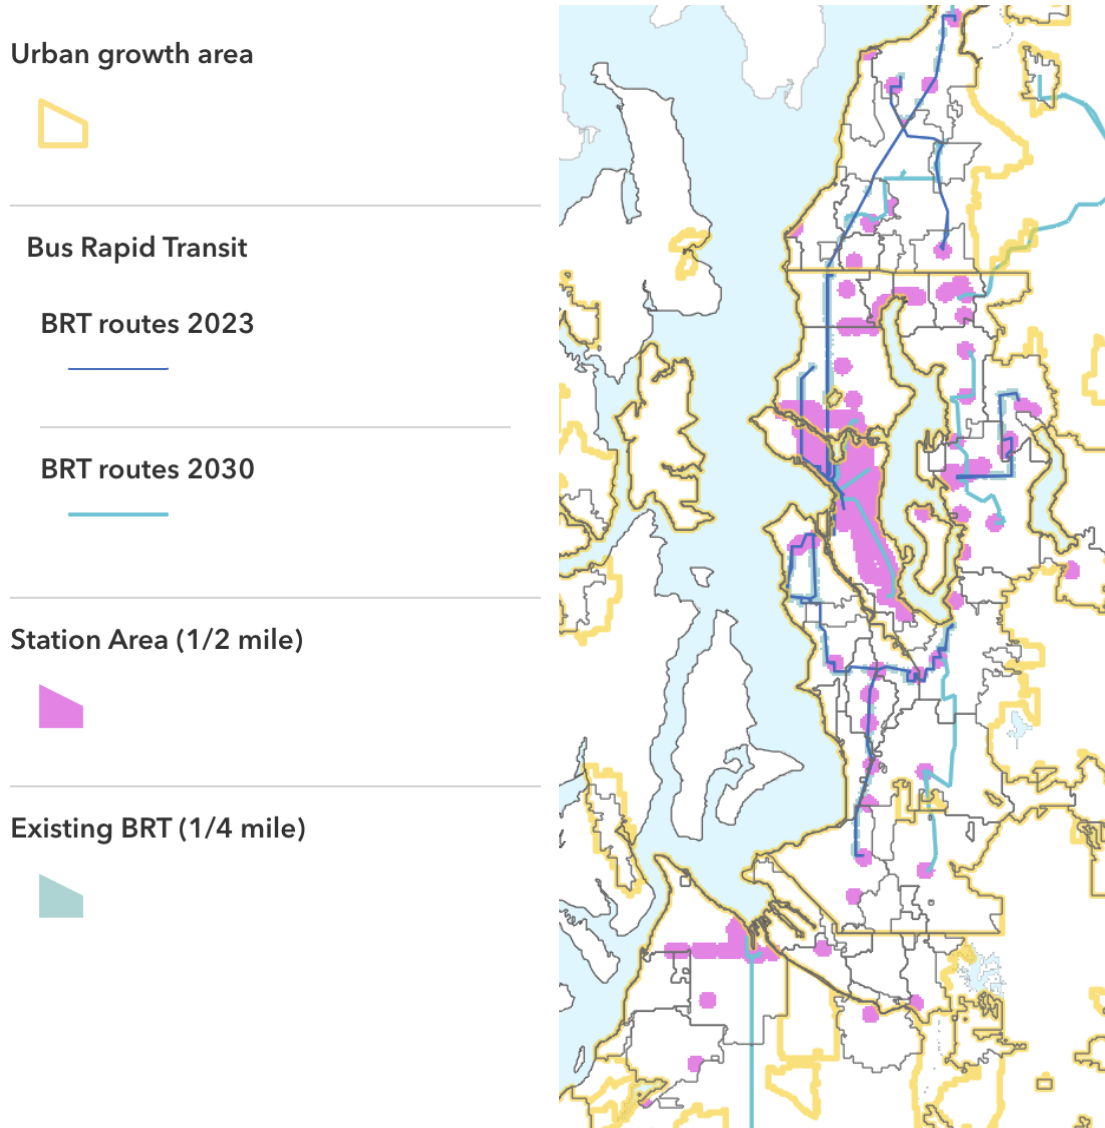 Urban growth area
Bus Rapid Transit
BRT routes 2023
BRT routes 2030
Station Area (1/2 mile)
Existing BRT (1/4 mile)